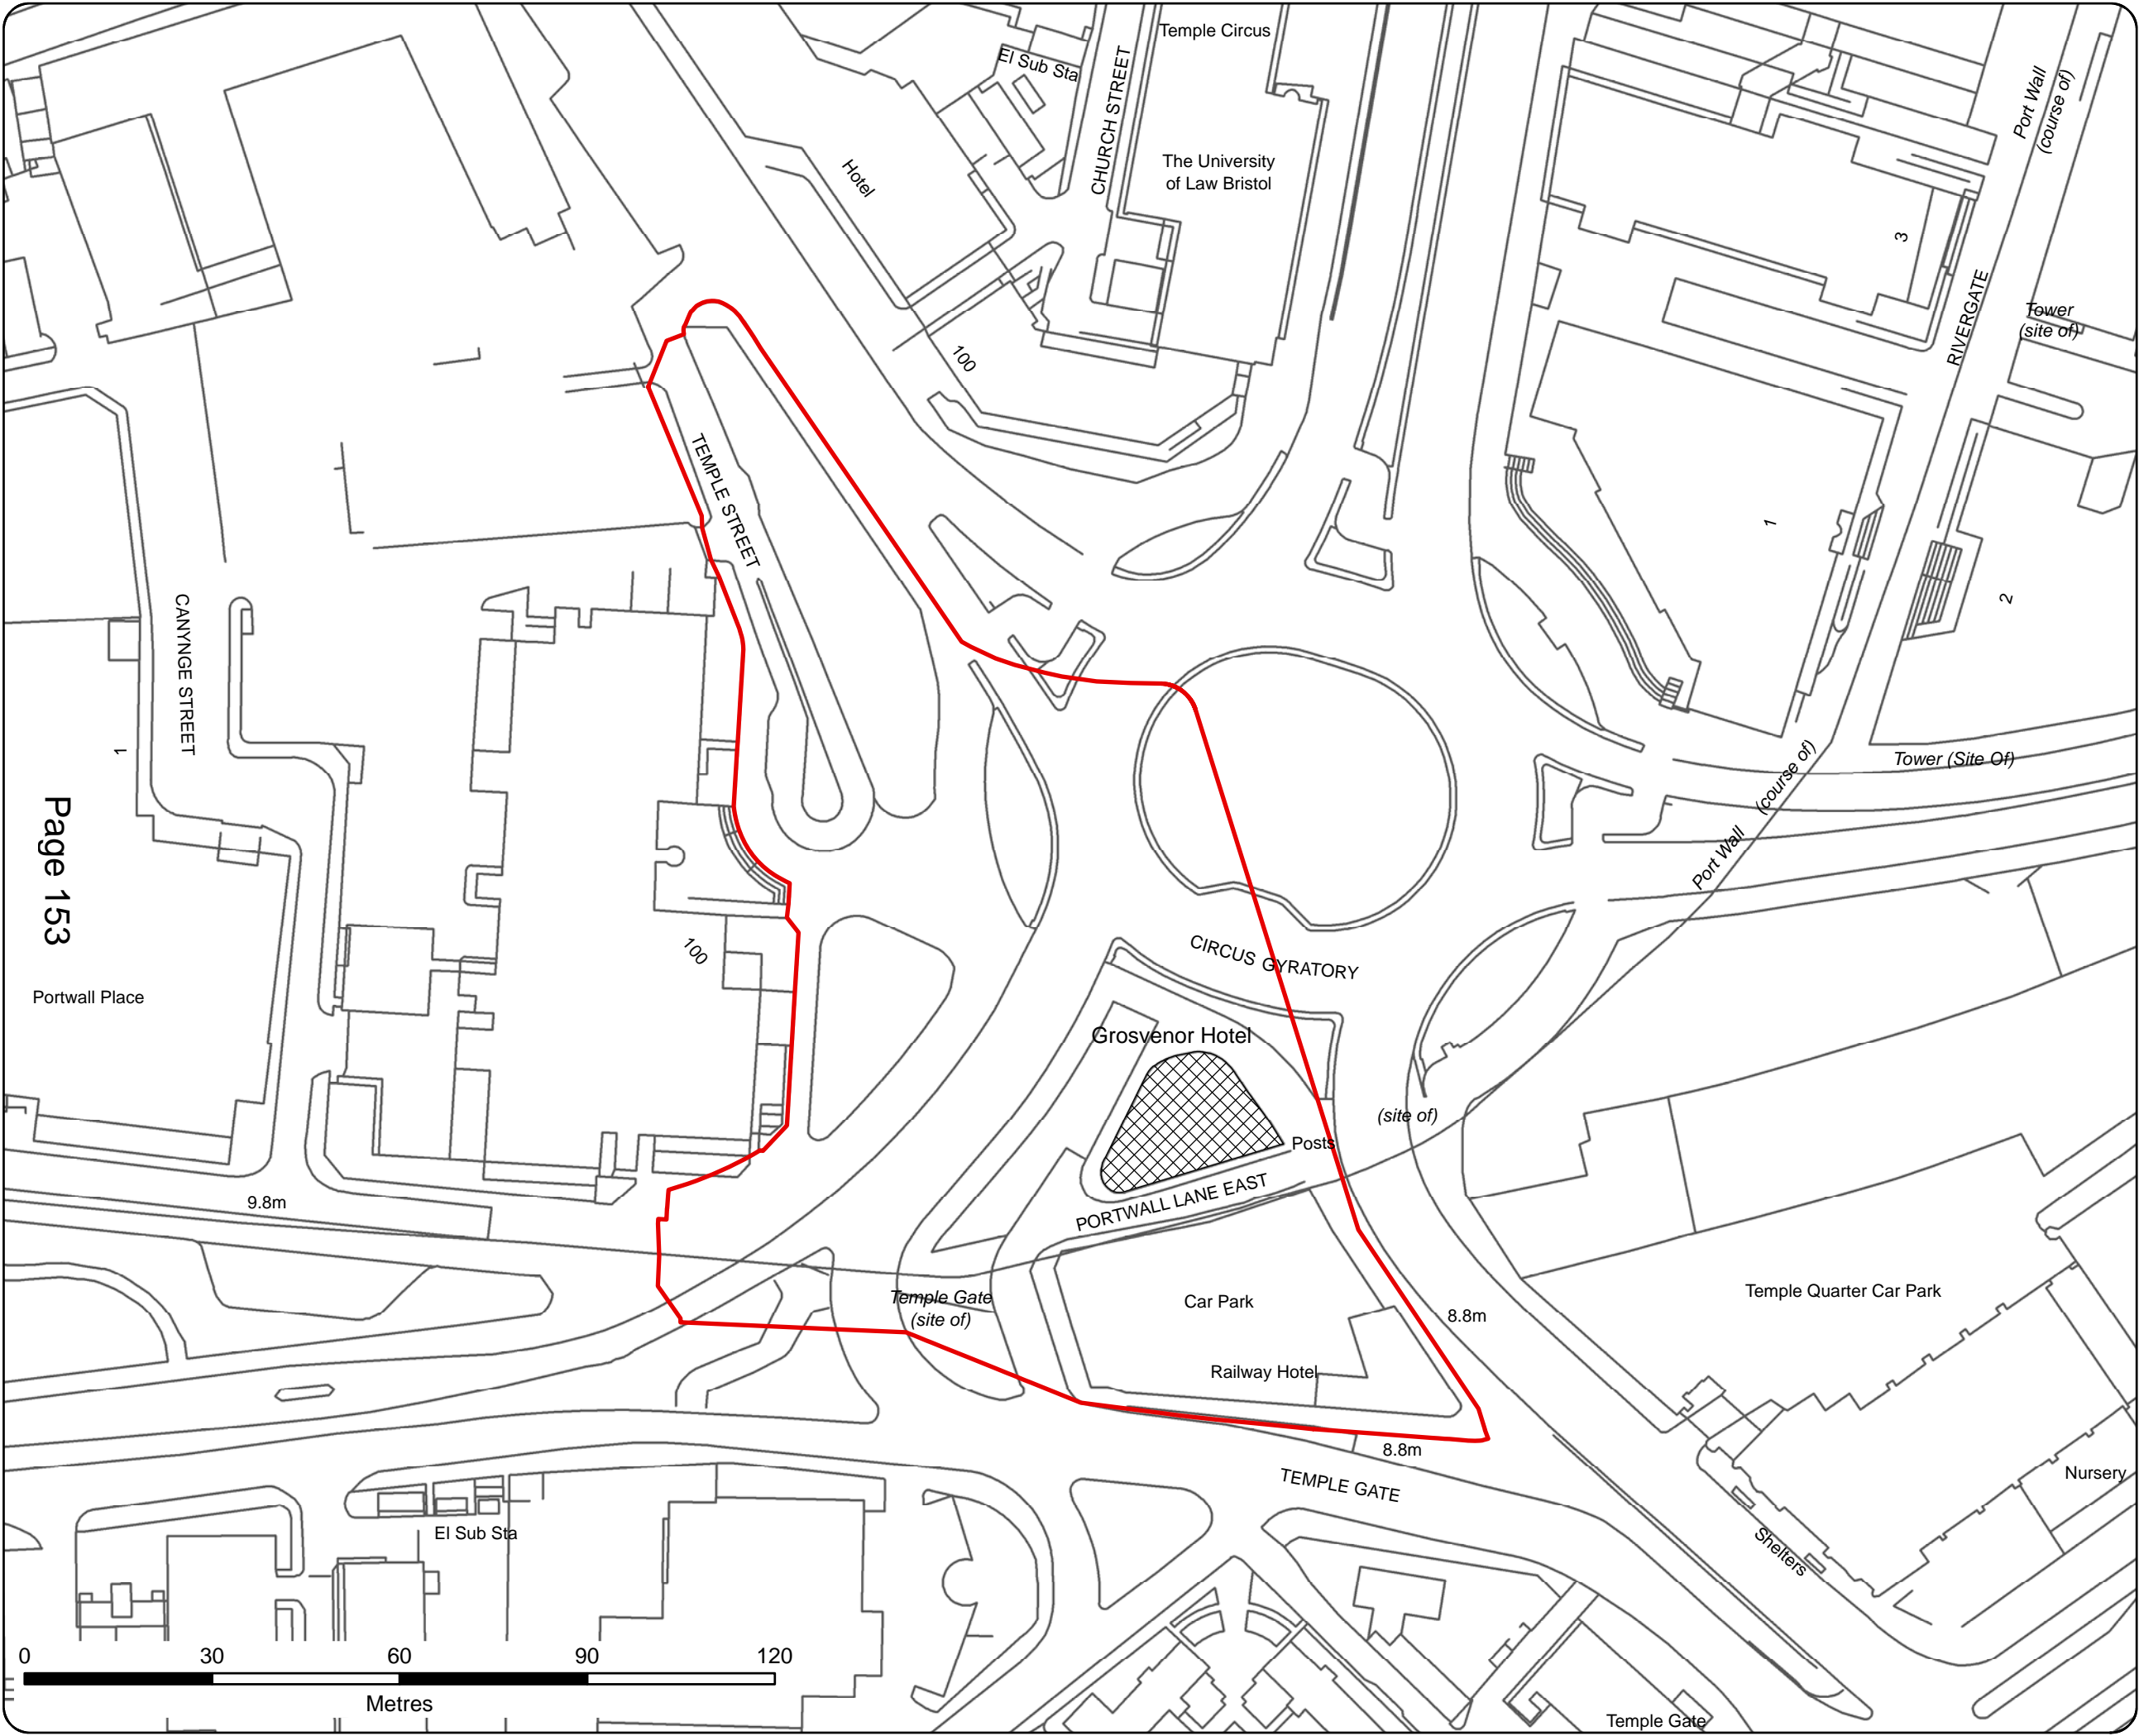 Temple Circus
El Sub Sta
CHURCH STREET
The University
of Law Bristol
Hotel
Port Wall
(course of)
3
RIVERGATE
Tower
(site of)
100
TEMPLE STREET
1
2
CANYNGE STREET
1
Tower (Site Of)
(course of)
Port Wall
Page 153
100
CIRCUS GYRATORY
Portwall Place
Grosvenor Hotel
(site of)
Posts
PORTWALL LANE EAST
9.8m
Temple Gate
(site of)
Car Park
8.8m
Temple Quarter Car Park
Railway Hotel
8.8m
TEMPLE GATE
Nursery
El Sub Sta
Shelters
0 30 60 90 120
Metres
Temple Gate